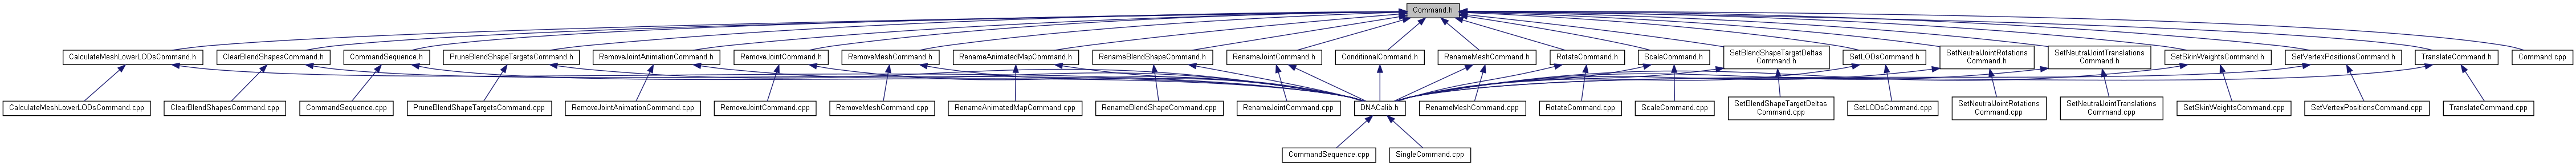 Command.h
CalculateMeshLowerLODsCommand.h
ClearBlendShapesCommand.h
CommandSequence.h
PruneBlendShapeTargetsCommand.h
RemoveJointAnimationCommand.h
RemoveJointCommand.h
RemoveMeshCommand.h
RenameAnimatedMapCommand.h
RenameBlendShapeCommand.h
RenameJointCommand.h
ConditionalCommand.h
RenameMeshCommand.h
RotateCommand.h
ScaleCommand.h
SetBlendShapeTargetDeltas
Command.h
SetLODsCommand.h
SetNeutralJointRotations
Command.h
SetNeutralJointTranslations
Command.h
SetSkinWeightsCommand.h
SetVertexPositionsCommand.h
TranslateCommand.h
Command.cpp
CalculateMeshLowerLODsCommand.cpp
ClearBlendShapesCommand.cpp
CommandSequence.cpp
PruneBlendShapeTargetsCommand.cpp
RemoveJointAnimationCommand.cpp
RemoveJointCommand.cpp
RemoveMeshCommand.cpp
RenameAnimatedMapCommand.cpp
RenameBlendShapeCommand.cpp
RenameJointCommand.cpp
DNACalib.h
RenameMeshCommand.cpp
RotateCommand.cpp
ScaleCommand.cpp
SetBlendShapeTargetDeltas
Command.cpp
SetLODsCommand.cpp
SetNeutralJointRotations
Command.cpp
SetNeutralJointTranslations
Command.cpp
SetSkinWeightsCommand.cpp
SetVertexPositionsCommand.cpp
TranslateCommand.cpp
CommandSequence.cpp
SingleCommand.cpp